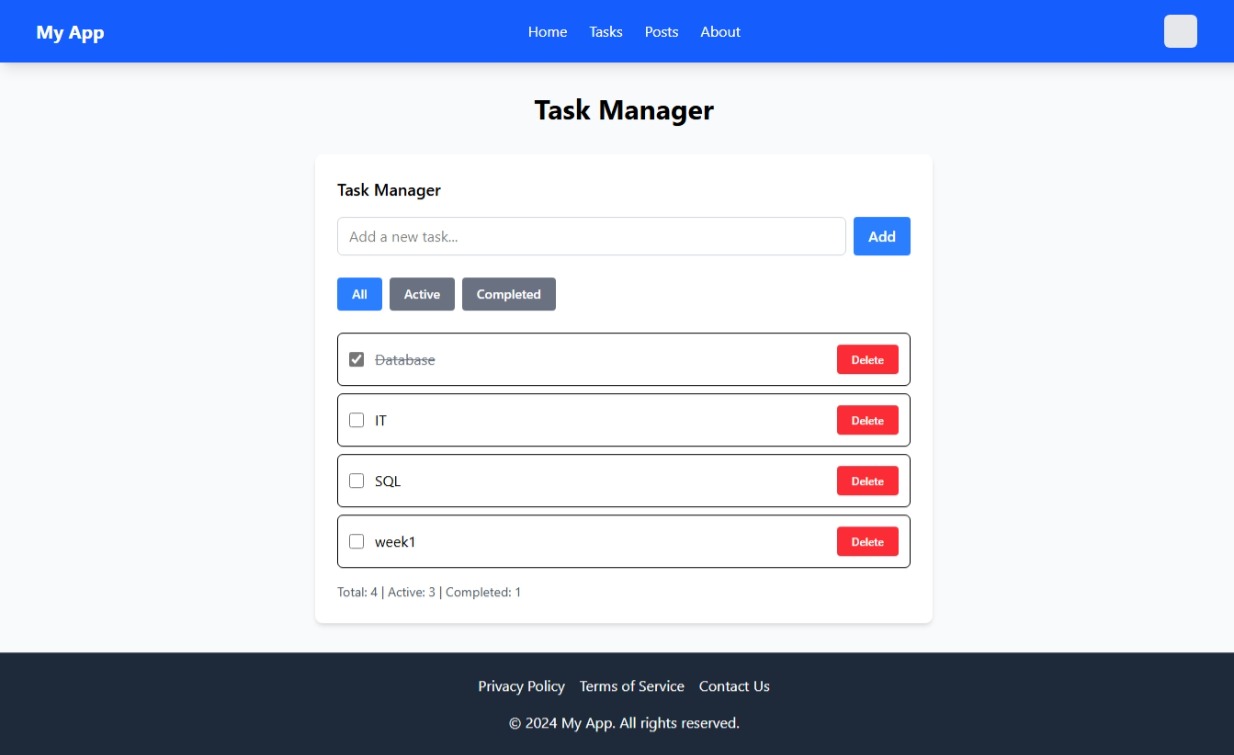 My App
Home Tasks Posts About
Task Manager
Task Manager
Add a new task...
Add
All Active Completed
Database Delete
IT Delete
SQL Delete
week1 Delete
Total: 4 | Active: 3 | Completed: 1
Privacy Policy Terms of Service Contact Us
© 2024 My App. All rights reserved.